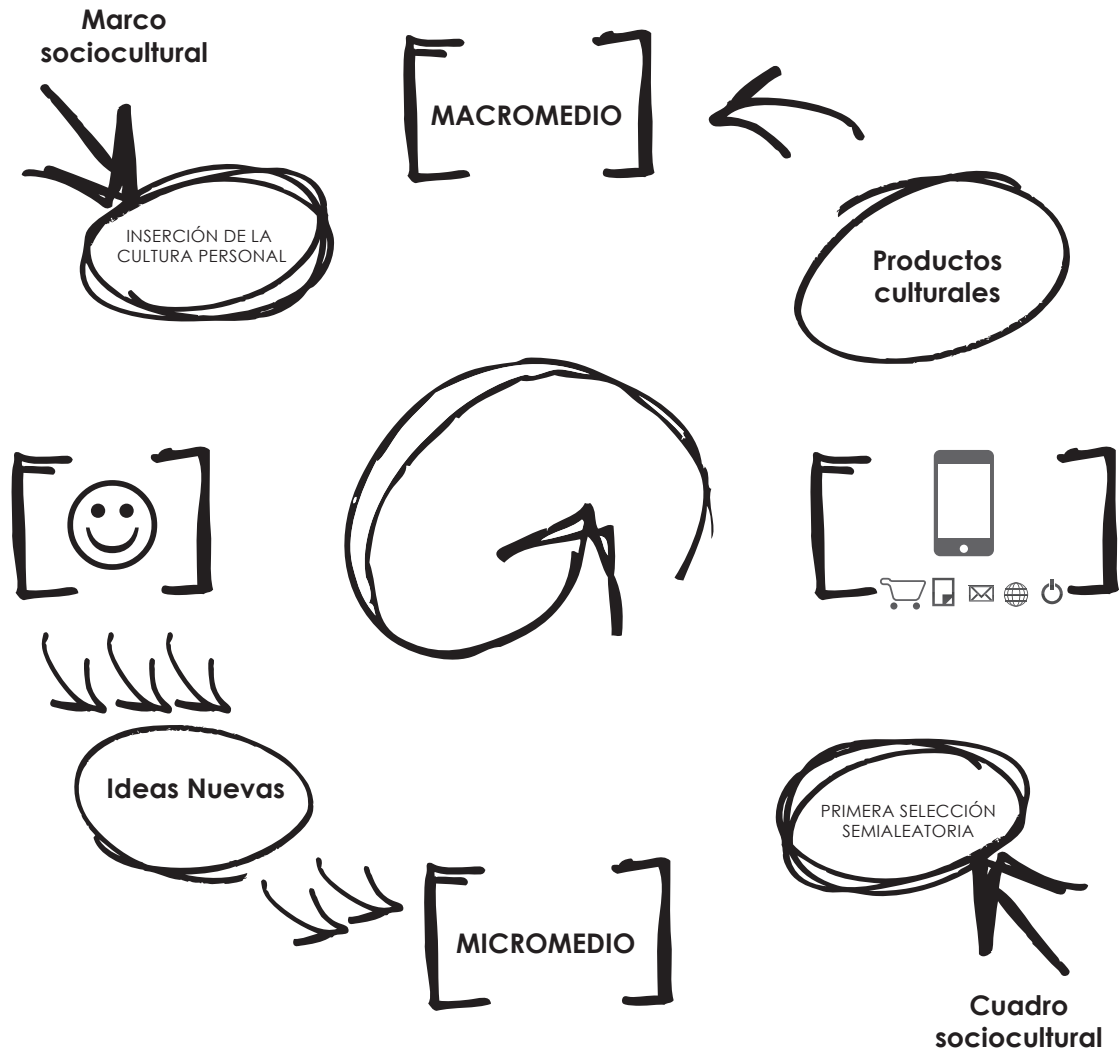 Marco
sociocultural
MACROMEDIO
INSERCIÓN DE LA
CULTURA PERSONAL
Productos
culturales
Ideas Nuevas
PRIMERA SELECCIÓN
SEMIALEATORIA
MICROMEDIO
Cuadro
sociocultural